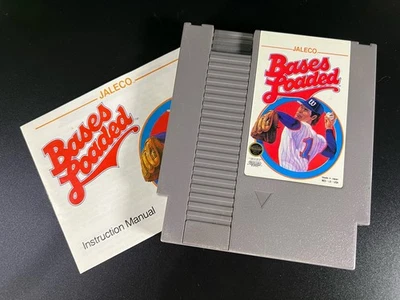 JALECO
Bases
Loaded
Instruction Manual
JALECO
Bases
Loaded
W